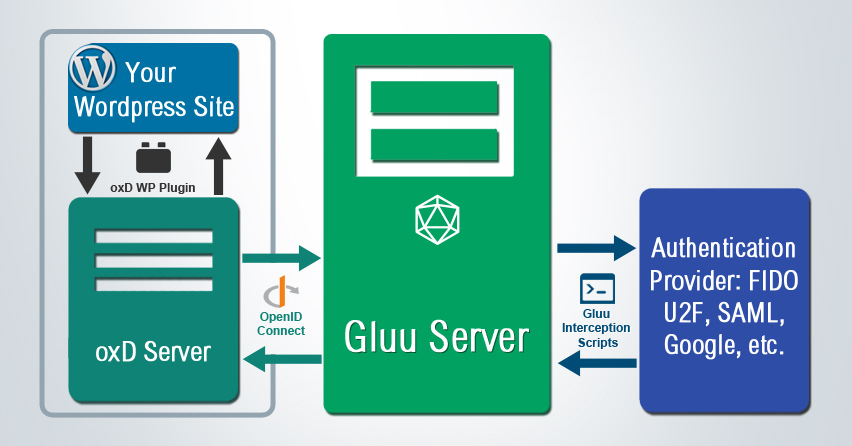 W Your
Wordpress Site
oxD WP Plugin
oxD Server
OpenID
Connect
Gluu Server
Gluu
Interception
Scripts
Authentication
Provider: FIDO
U2F, SAML,
Google, etc.